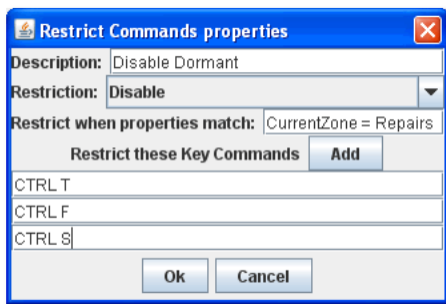 Restrict Commands properties
Description: Disable Dormant
Restriction: Disable
Restrict when properties match: CurrentZone = Repairs
Restrict these Key Commands Add
CTRL T
CTRL F
CTRL S
Ok Cancel